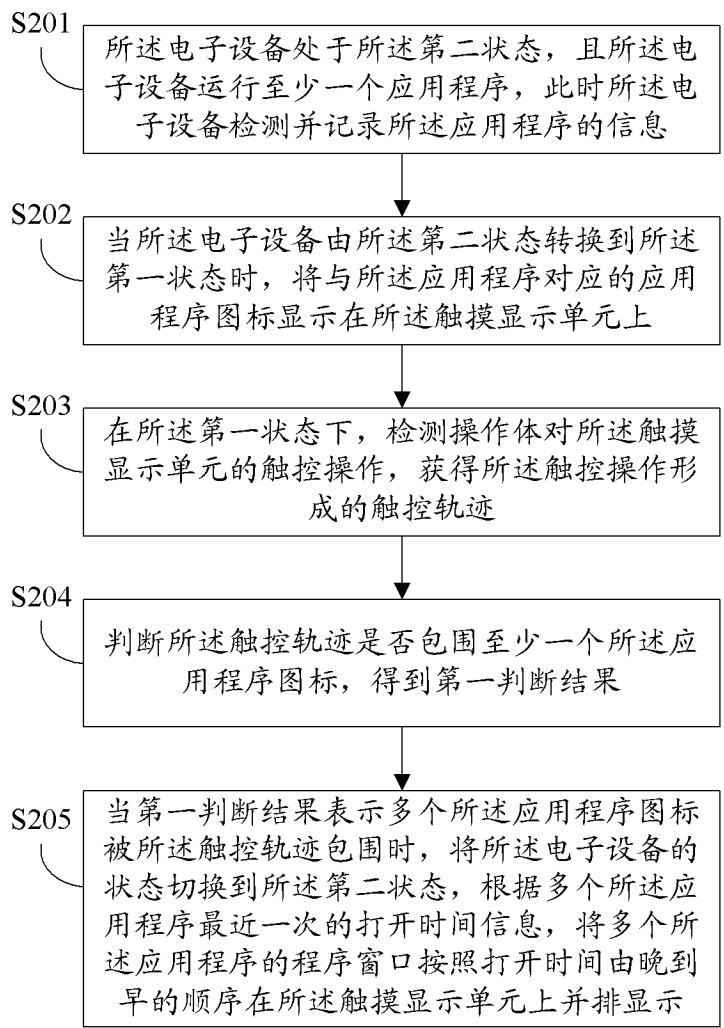 S201
所述电子设备处于所述第二状态，且所述电
子设备运行至少一个应用程序，此时所述电
子设备检测并记录所述应用程序的信息
S202
当所述电子设备由所述第二状态转换到所述
第一状态时，将与所述应用程序对应的应用
程序图标显示在所述触摸显示单元上
S203
在所述第一状态下，检测操作体对所述触摸
显示单元的触控操作，获得所述触控操作形
成的触控轨迹
S204
判断所述触控轨迹是否包围至少一个所述应
用程序图标，得到第一判断结果
S205
当第一判断结果表示多个所述应用程序图标
被所述触控轨迹包围时，将所述电子设备的
状态切换到所述第二状态，根据多个所述应
用程序最近一次的打开时间信息，将多个所
述应用程序的程序窗口按照打开时间由晚到
早的顺序在所述触摸显示单元上并排显示